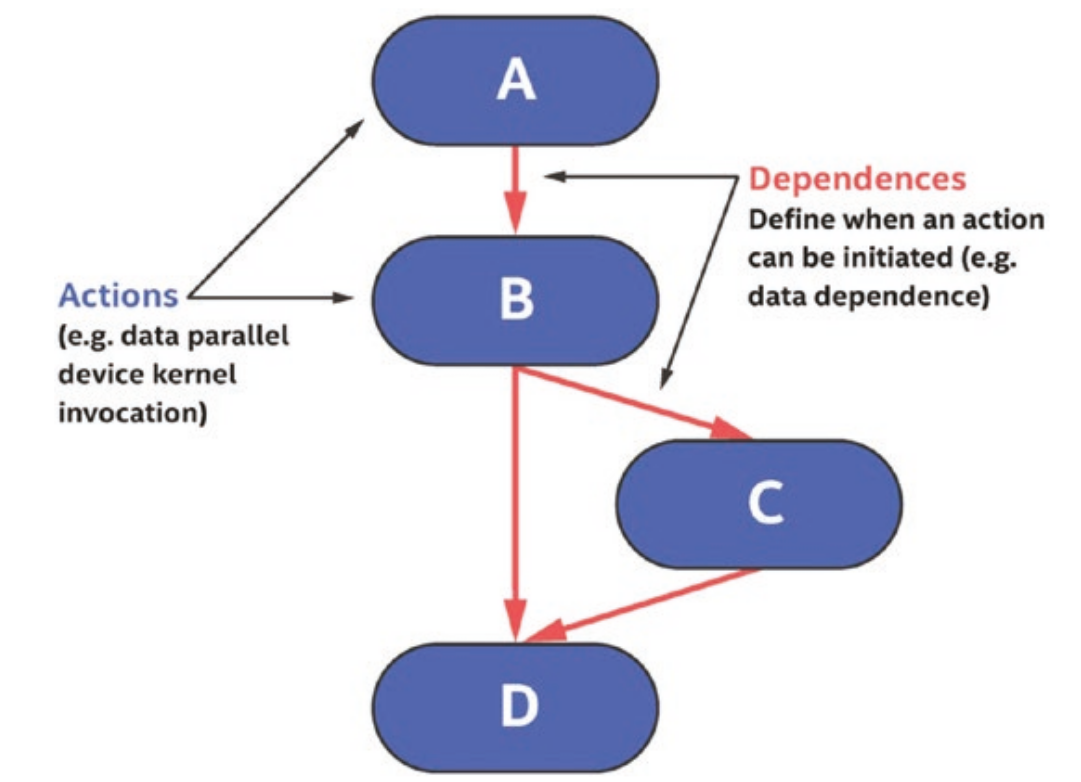 A
Dependences
Define when an action
can be initiated (e.g.
data dependence)
B
Actions
(e.g. data parallel
device kernel
invocation)
C
D